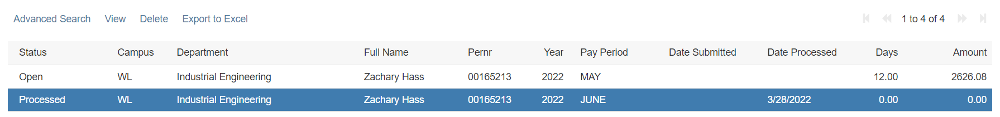 Advanced Search View Delete Export to Excel 1 to 4 of 4
Status Campus Department Full Name Pernr Year Pay Period Date Submitted Date Processed Days Amount
Open WL Industrial Engineering Zachary Hass 00165213 2022 MAY 12.00 2626.08
Processed WL Industrial Engineering Zachary Hass 00165213 2022 JUNE 3/28/2022 0.00 0.00